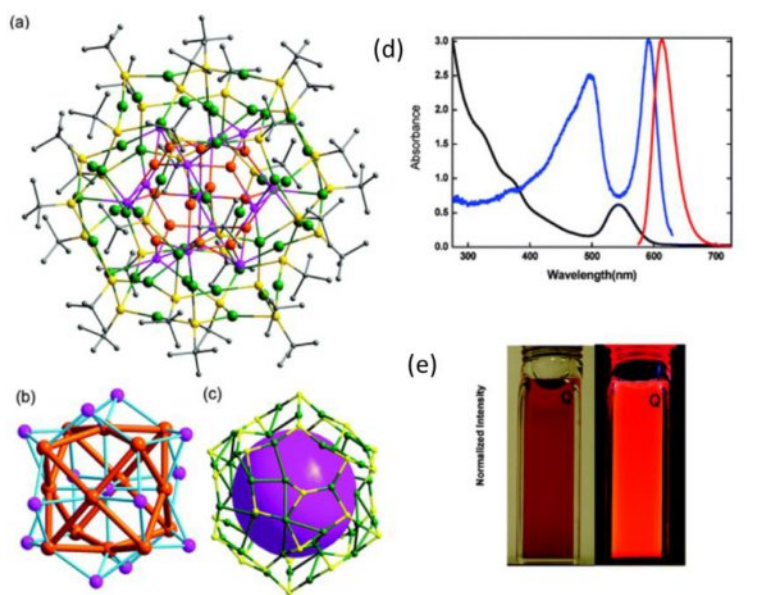 (a)
(d)
3.0
2.5
2.0
1.5
1.0
0.5
0.0
Absorbance
300 400 500 600 700
Wavelength(nm)
(e)
Normalized Intensity
Q Q
(b)
(c)